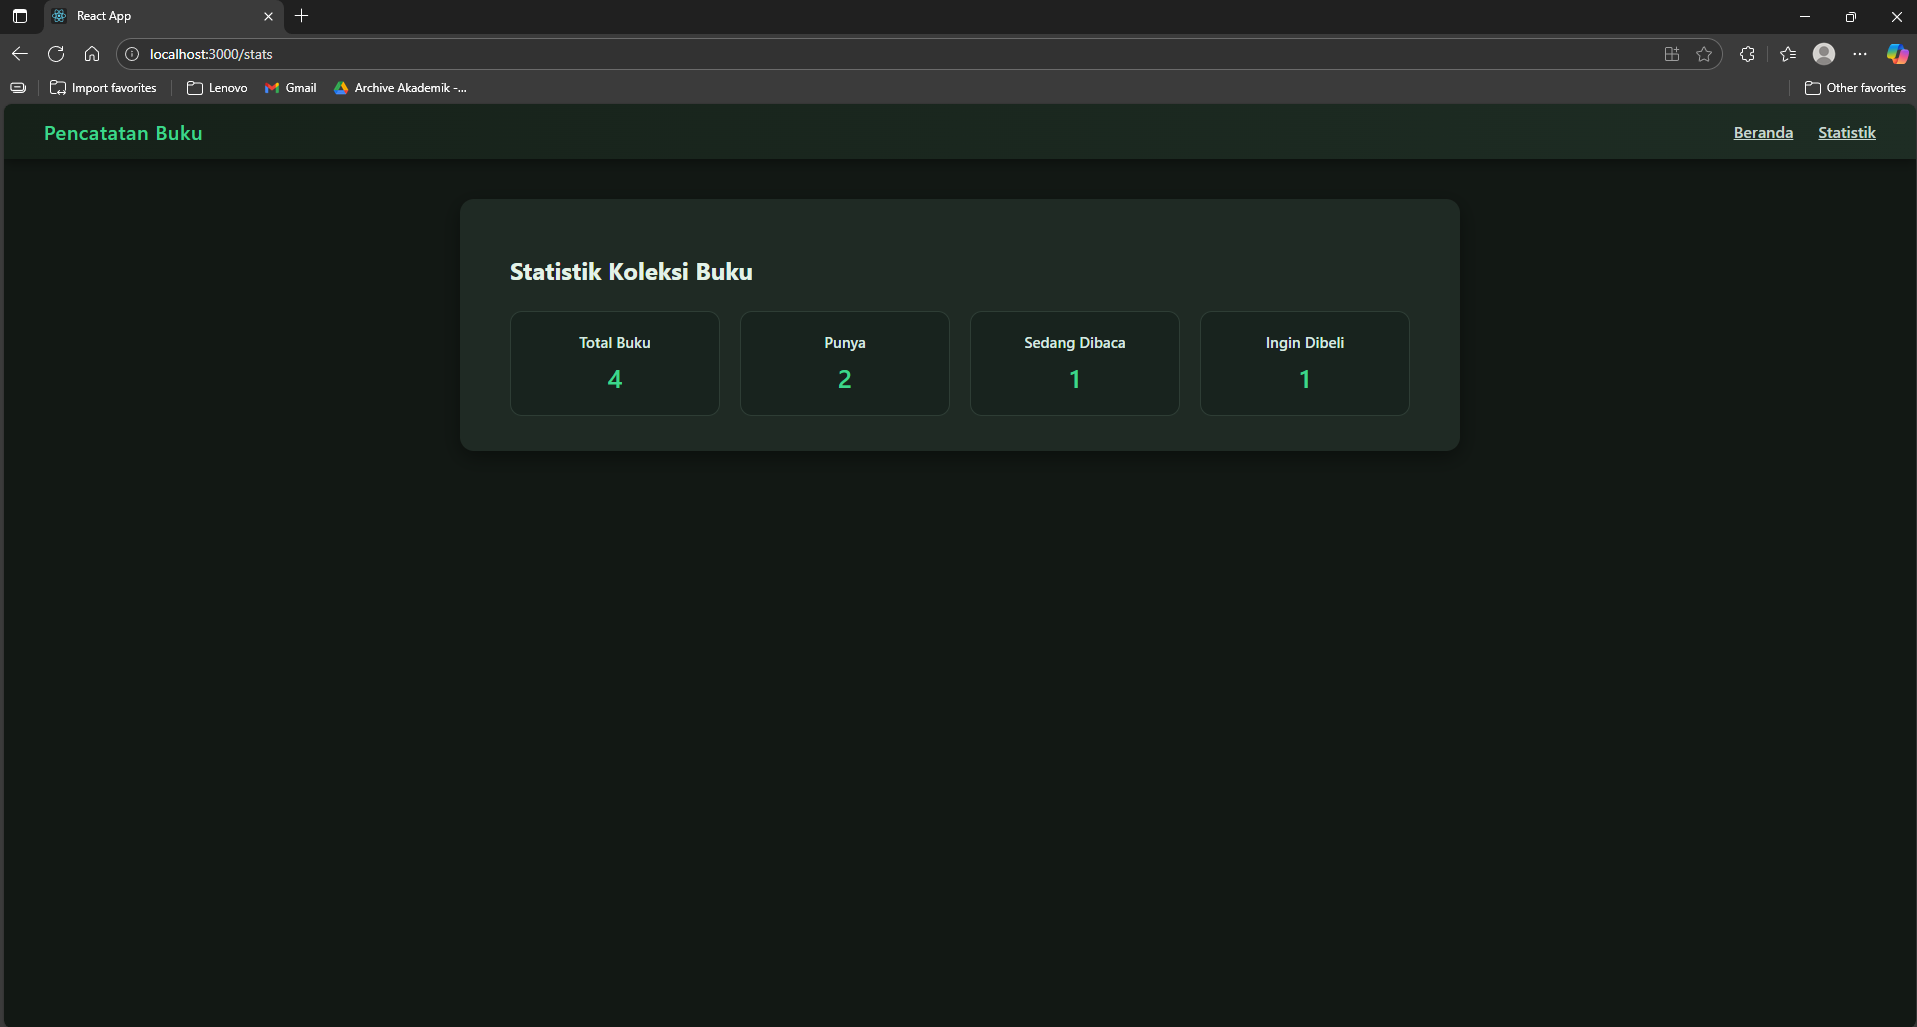 React App
localhost:3000/stats
Import favorites
Lenovo
Gmail
Archive Akademik -...
Other favorites
Pencatatan Buku
Beranda
Statistik
Statistik Koleksi Buku
Total Buku
4
Punya
2
Sedang Dibaca
1
Ingin Dibeli
1